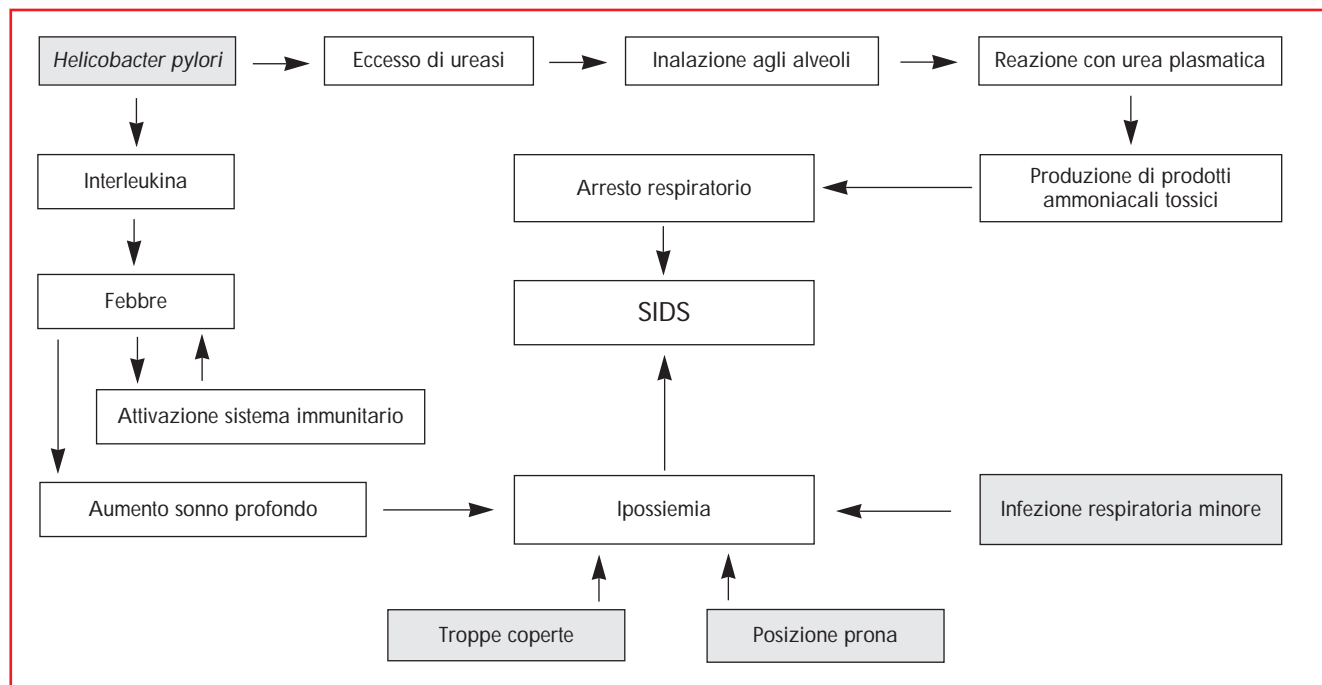 Helicobacter pylori
Eccesso di ureasi
Inalazione agli alveoli
Reazione con urea plasmatica
Interleukina
Arresto respiratorio
Produzione di prodotti
ammoniacali tossici
Febbre
SIDS
Attivazione sistema immunitario
Aumento sonno profondo
Ipossiemia
Infezione respiratoria minore
Troppe coperte
Posizione prona